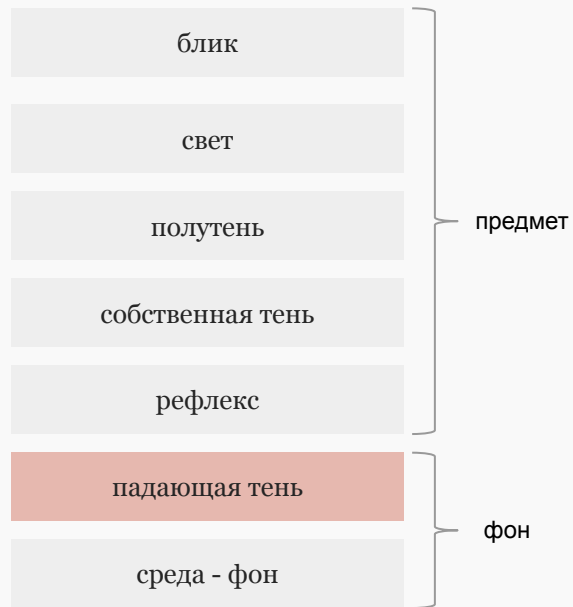 блик
свет
полутень
предмет
собственная тень
рефлекс
падающая тень
фон
среда - фон